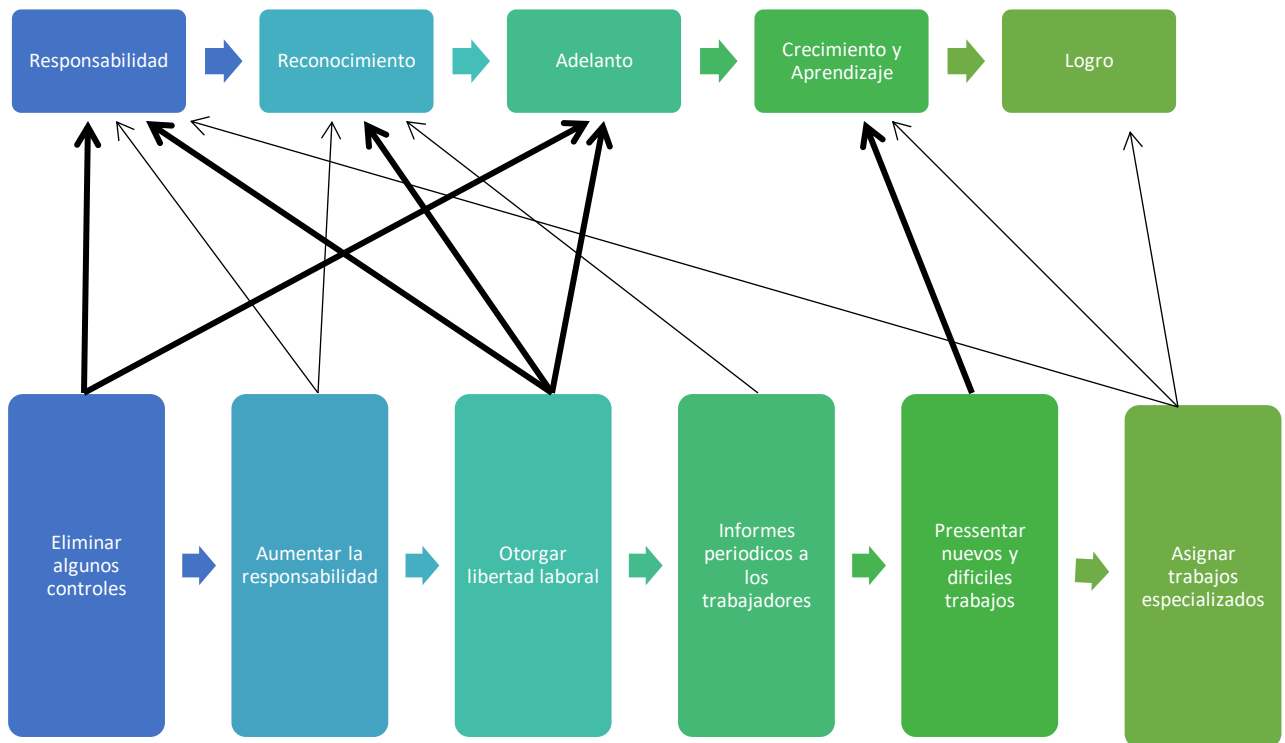 Responsabilidad
Reconocimiento
Adelanto
Crecimiento y
Aprendizaje
Logro
Eliminar
algunos
controles
Aumentar la
responsabilidad
Otorgar
libertad laboral
Informes
periodicos a
los
trabajadores
Pressentar
nuevos y
dificiles
trabajos
Asignar
trabajos
especializados